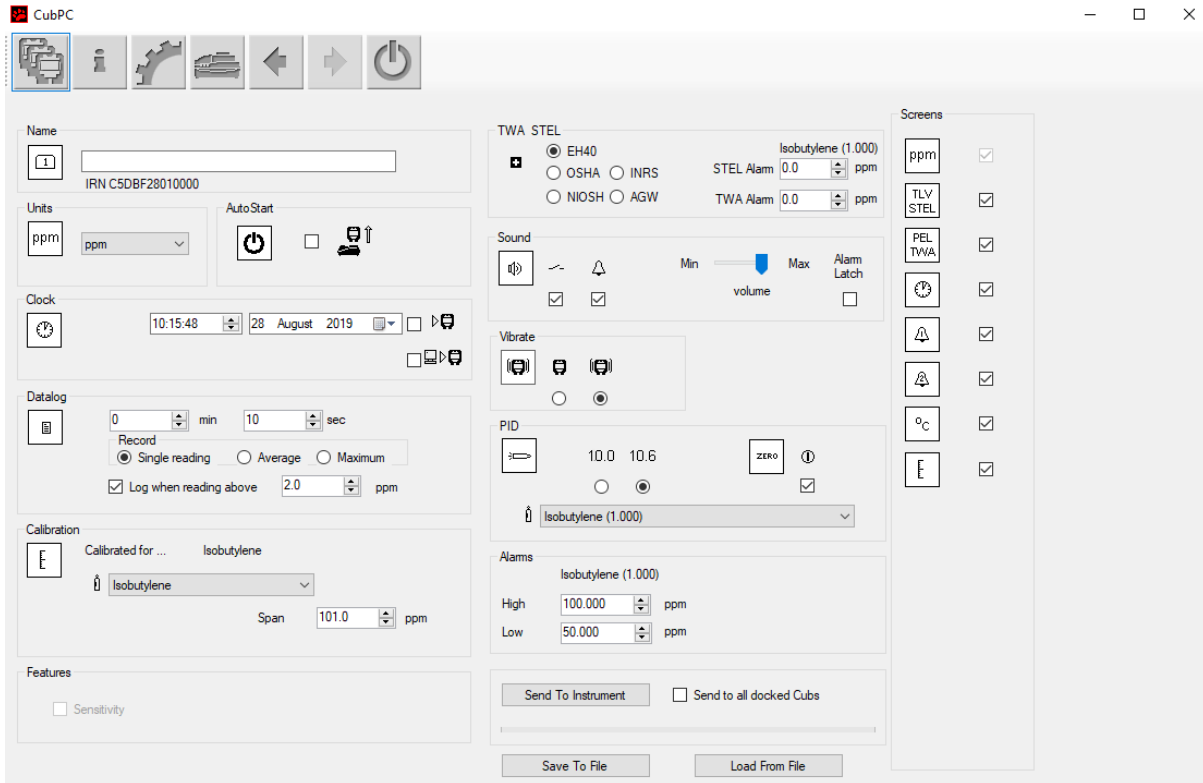 CubPC
Name
1
IRN C5DBF28010000
Units
ppm
ppm
AutoStart
Clock
10:15:48
28 August 2019
Datalog
0 min 10 sec
Record
Single reading Average Maximum
Log when reading above 2.0 ppm
Calibration
Calibrated for ... Isobutylene
Isobutylene
Span 101.0 ppm
Features
Sensitivity
TWA STEL
EH40
OSHA INRS
NIOSH AGW
Isobutylene (1.000)
STEL Alarm 0.0 ppm
TWA Alarm 0.0 ppm
Sound
Min Max
volume
Alarm
Latch
Vibrate
PID
10.0 10.6
ZERO
Isobutylene (1.000)
Alarms
Isobutylene (1.000)
High 100.000 ppm
Low 50.000 ppm
Send To Instrument Send to all docked Cubs
Save To File Load From File
Screens
ppm
TLV
STEL
PEL
TWA
1
2
°C